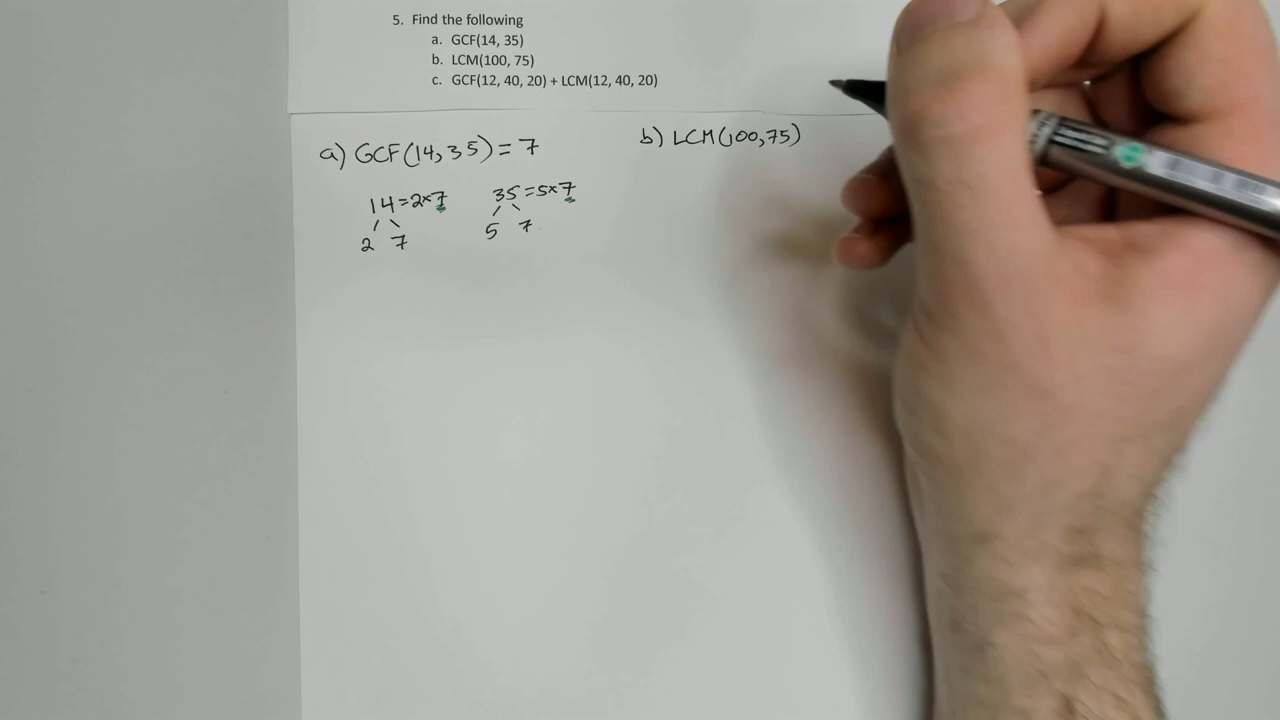 5. Find the following
a. GCF(14, 35)
b. LCM(100, 75)
c. GCF(12, 40, 20) + LCM(12, 40, 20)
a) GCF(14,35) = 7
14=2×7
2 7
35=5×7
5 7
b) LCM(100,75)